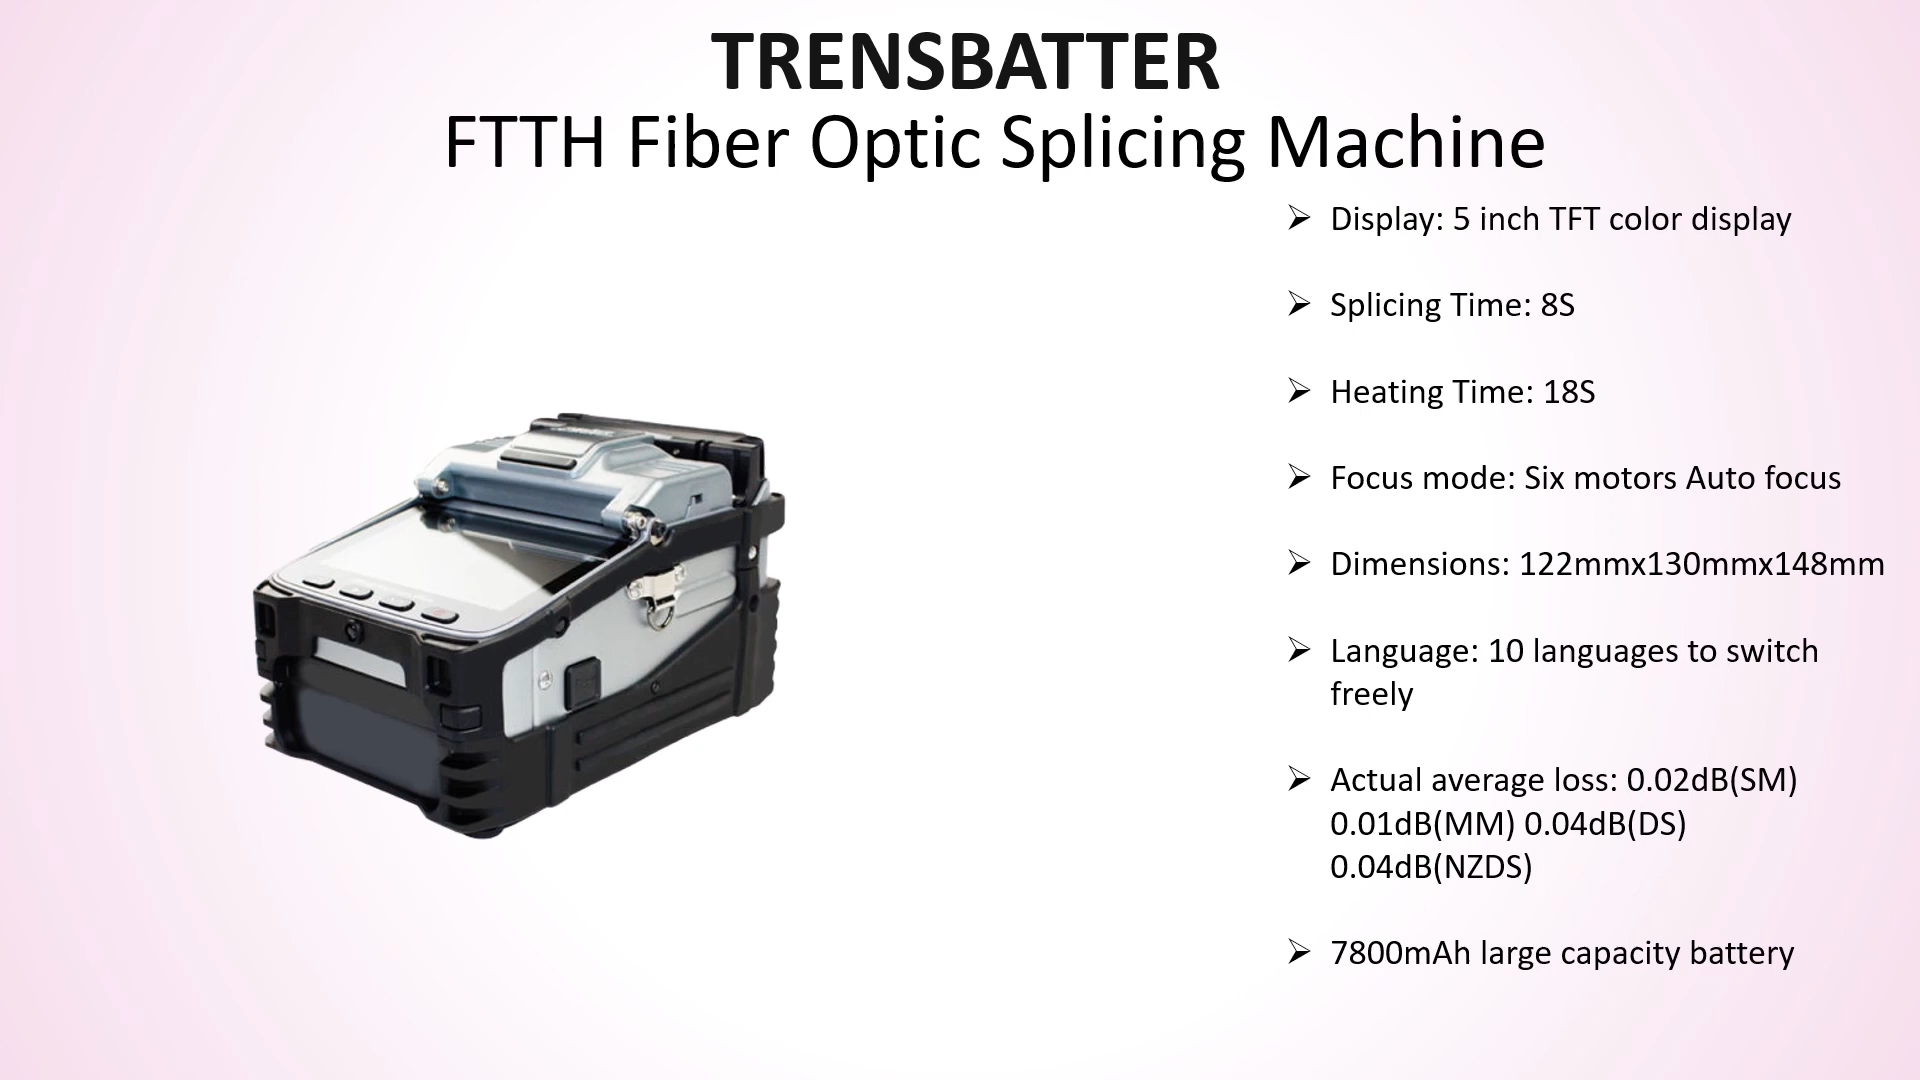 TRENSBATTER
FTTH Fiber Optic Splicing Machine
Display: 5 inch TFT color display
Splicing Time: 8S
Heating Time: 18S
Focus mode: Six motors Auto focus
Dimensions: 122mmx130mmx148mm
Language: 10 languages to switch
freely
Actual average loss: 0.02dB(SM)
0.01dB(MM) 0.04dB(DS)
0.04dB(NZDS)
7800mAh large capacity battery